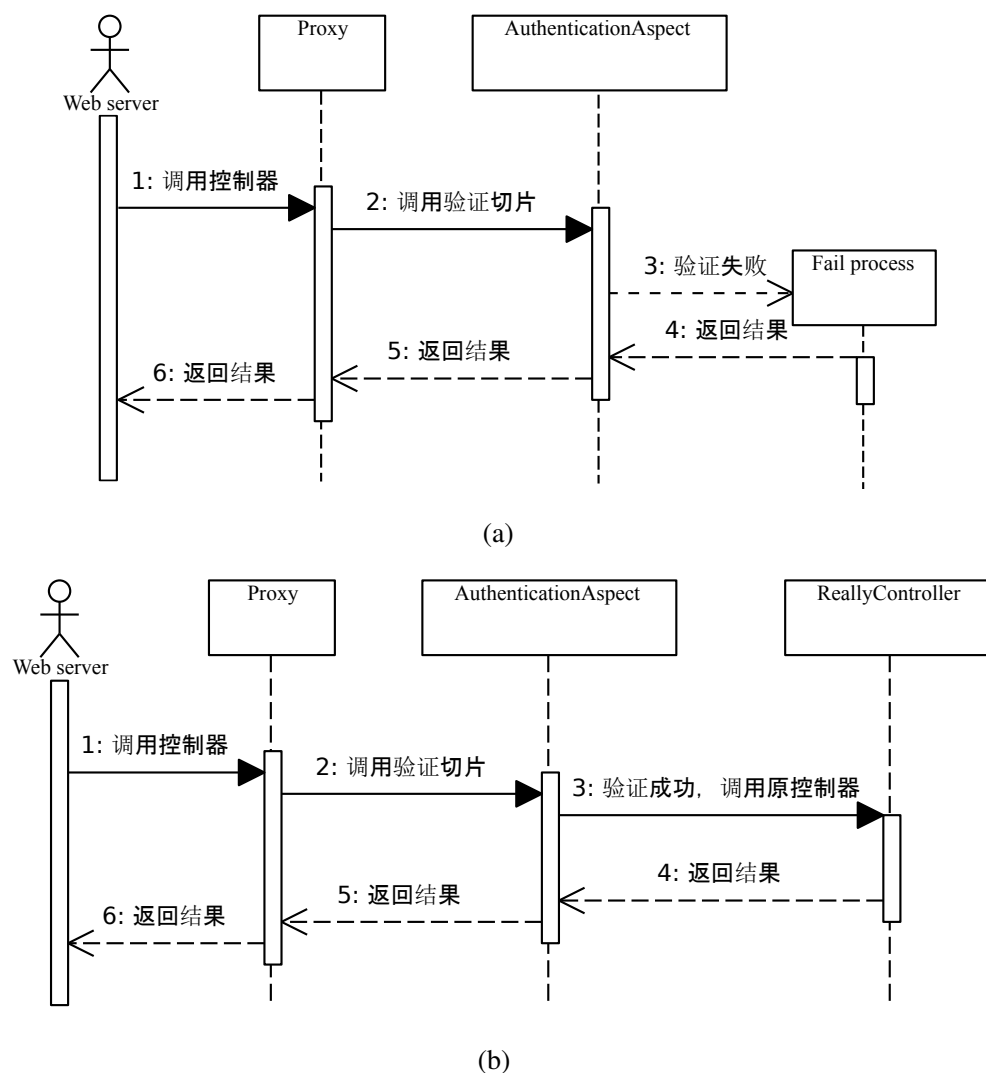 Proxy
AuthenticationAspect
Web server
1: 调用控制器
2: 调用验证切片
3: 验证失败
Fail process
4: 返回结果
5: 返回结果
6: 返回结果
(a)
Proxy
AuthenticationAspect
ReallyController
Web server
1: 调用控制器
2: 调用验证切片
3: 验证成功，调用原控制器
4: 返回结果
5: 返回结果
6: 返回结果
(b)